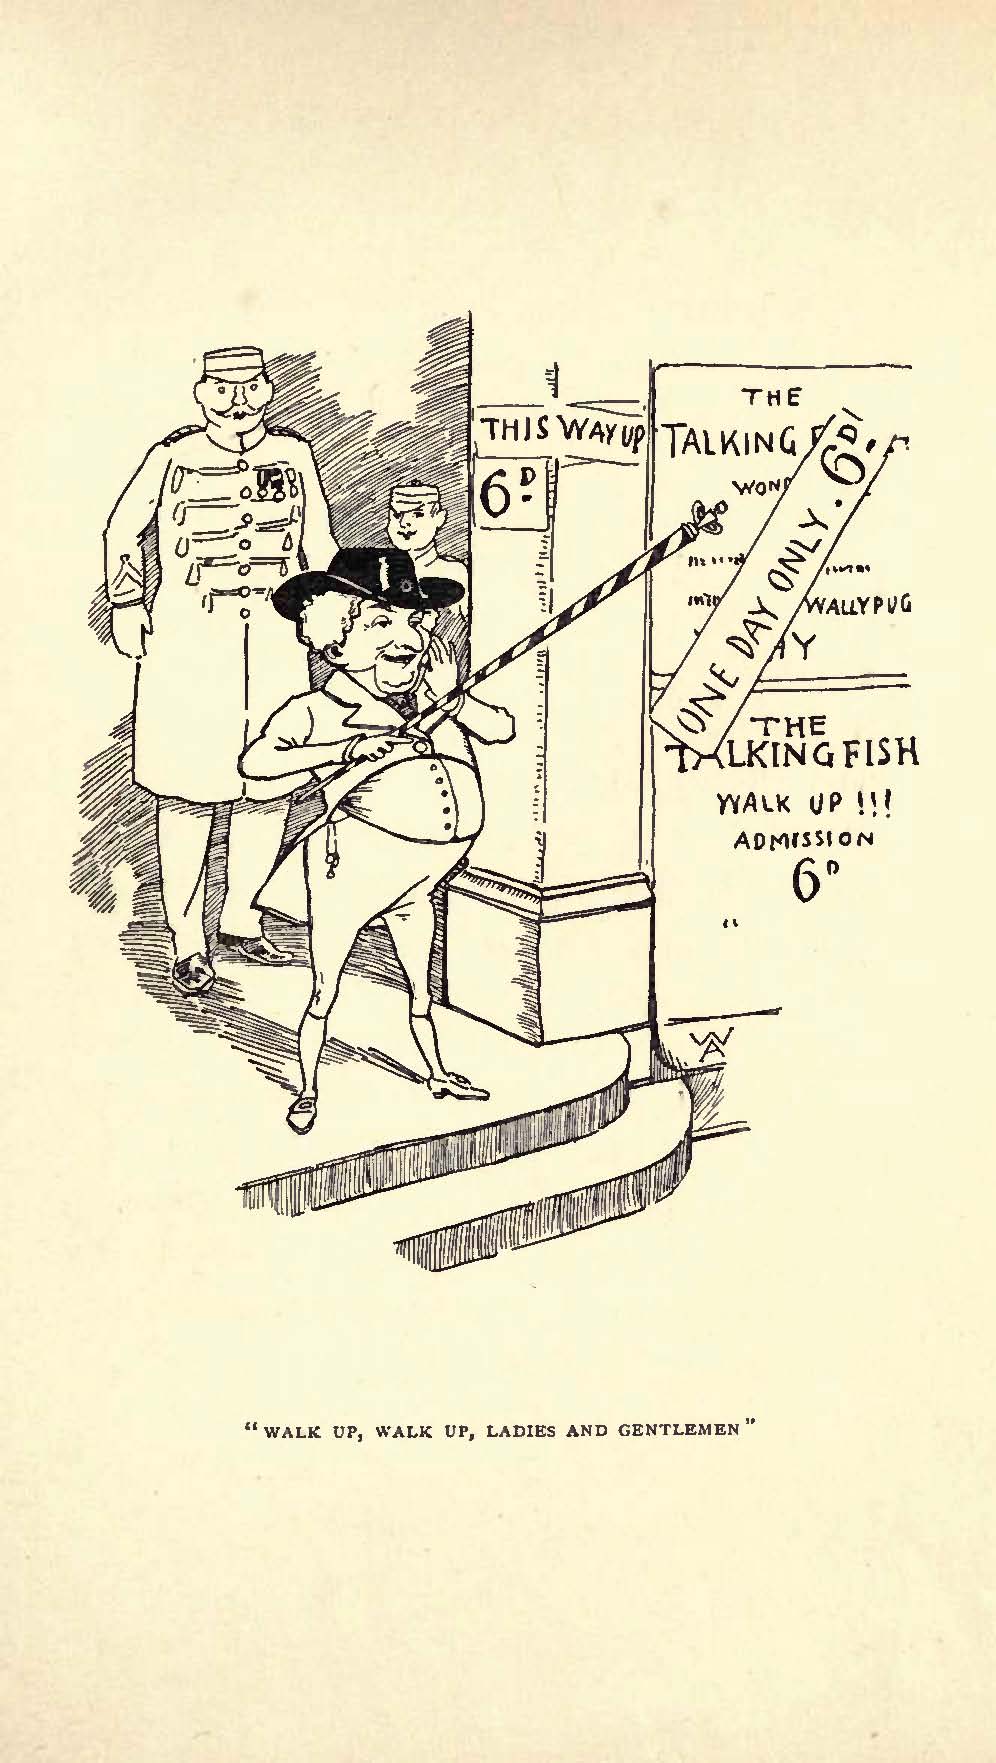 THIS WAY UP
6D.
THE
TALKING
ONE DAY ONLY. 6D.
WALLYPUG
THE
TALKING FISH
WALK UP !!!
ADMISSION
6D
WA
"WALK UP, WALK UP, LADIES AND GENTLEMEN"